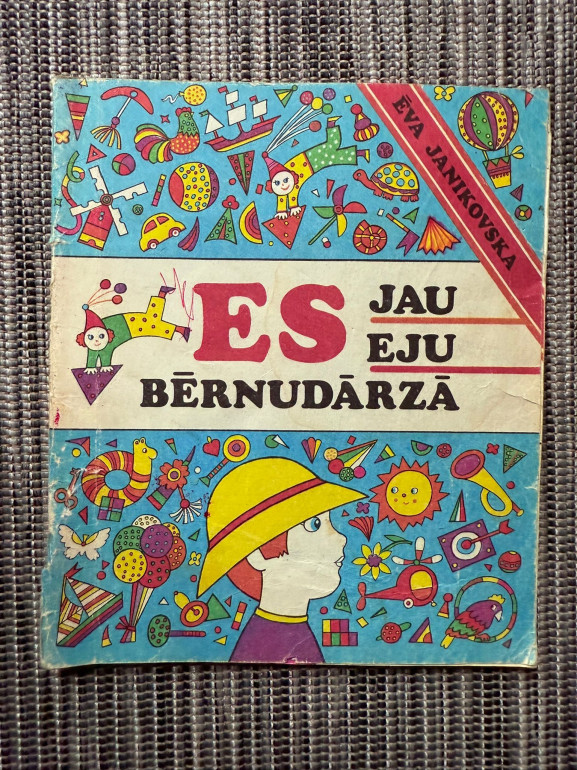 ĒVA JANIKOVSKA
ES JAU
EJU
BĒRNUDĀRZĀ